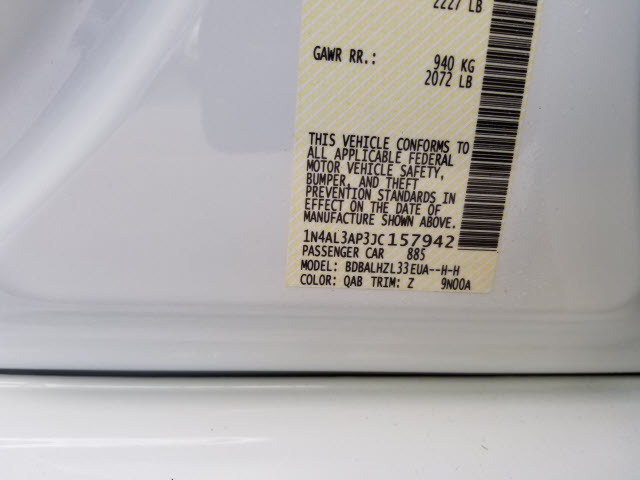 2227 LB
GAWR RR.: 940 KG
2072 LB
THIS VEHICLE CONFORMS TO
ALL APPLICABLE FEDERAL
MOTOR VEHICLE SAFETY,
BUMPER, AND THEFT
PREVENTION STANDARDS IN
EFFECT ON THE DATE OF
MANUFACTURE SHOWN ABOVE.
1N4AL3AP3JC157942
PASSENGER CAR 885
MODEL: BDBALHZL33EUA--H-H
COLOR: QAB TRIM: Z 9N00A